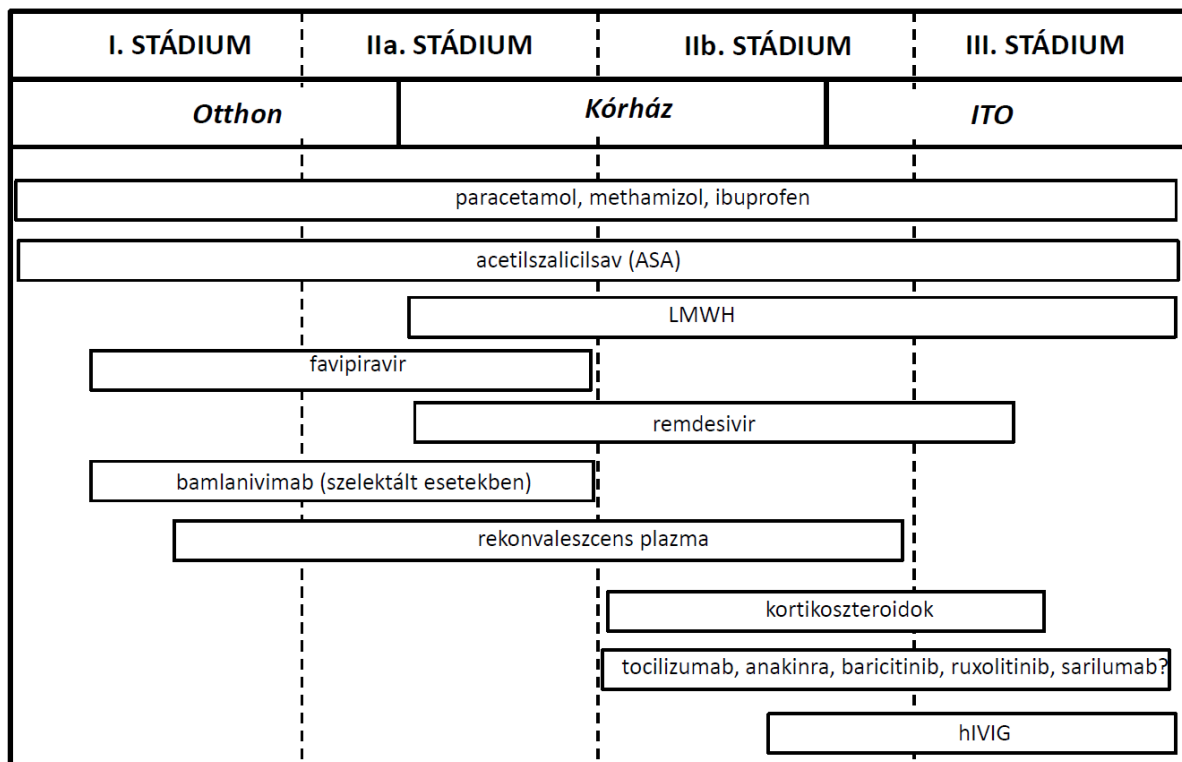 I. STÁDIUM IIa. STÁDIUM IIb. STÁDIUM III. STÁDIUM
Otthon Kórház ITO
paracetamol, methamizol, ibuprofen
acetilszalicilsav (ASA)
LMWH
favipiravir
remdesivir
bamlanivimab (szelektált esetekben)
rekonvaleszcens plazma
kortikoszteroidok
tocilizumab, anakinra, baricitinib, ruxolitinib, sarilumab?
hIVIG